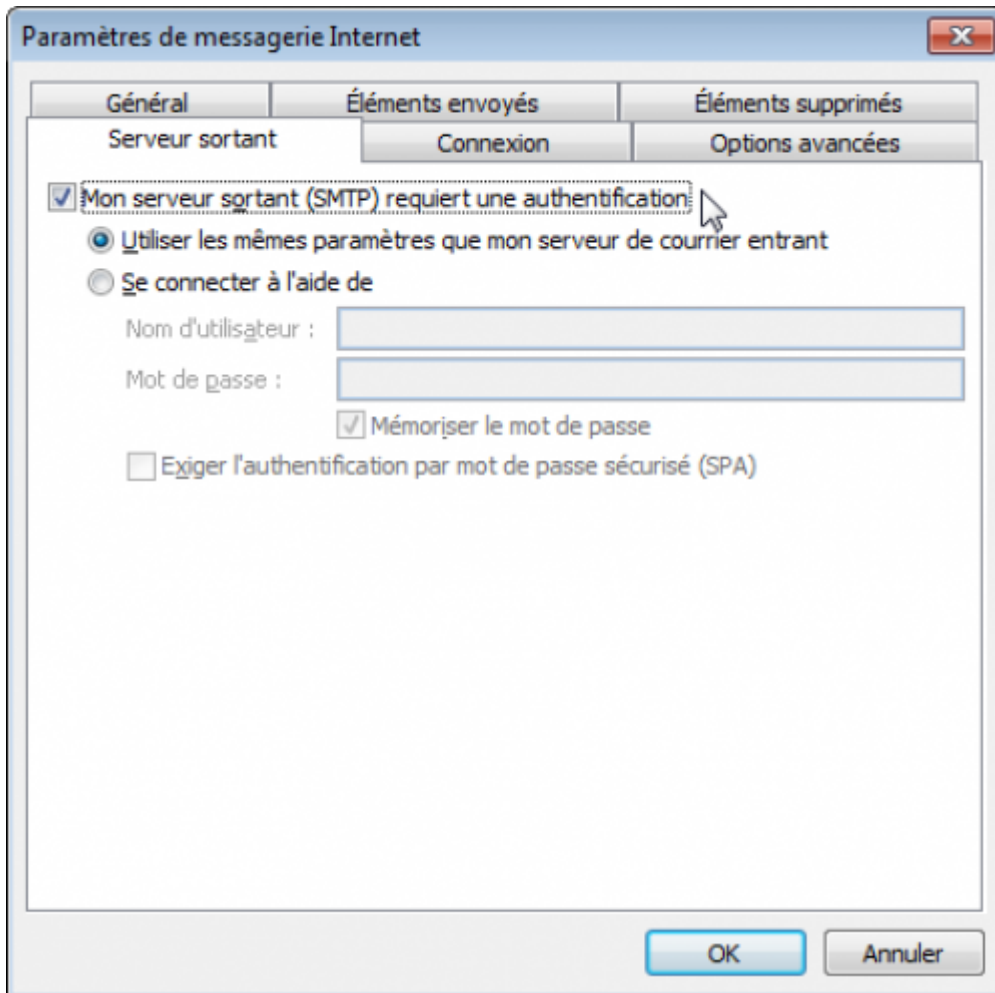 Paramètres de messagerie Internet
Général Éléments envoyés Éléments supprimés
Serveur sortant Connexion Options avancées
Mon serveur sortant (SMTP) requiert une authentification
Utiliser les mêmes paramètres que mon serveur de courrier entrant
Se connecter à l'aide de
Nom d'utilisateur :
Mot de passe :
Mémoriser le mot de passe
Exiger l'authentification par mot de passe sécurisé (SPA)
OK Annuler